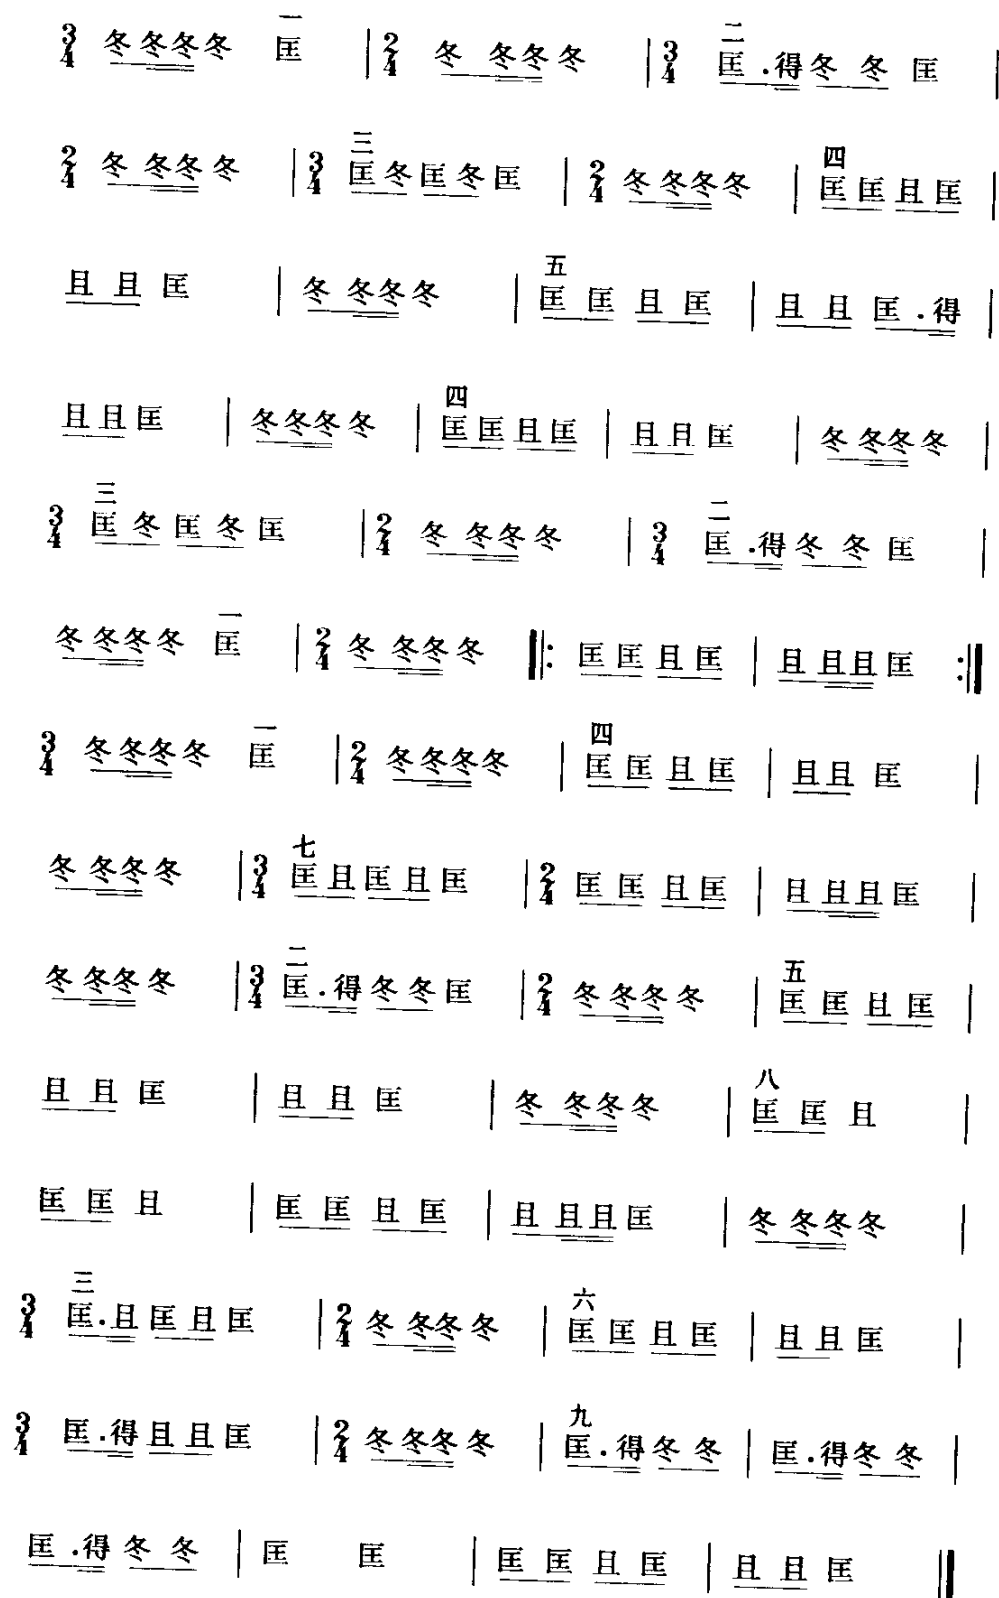 3/4 冬冬冬冬 一匡 | 2/4 冬 冬冬冬 | 3/4 二匡.得冬 冬 匡 |
2/4 冬 冬冬冬 | 3/4 三匡冬匡冬匡 | 2/4 冬冬冬冬 | 四匡匡且匡 |
且 且 匡 | 冬 冬冬冬 | 五匡 匡 且 匡 | 且 且 匡.得 |
且且匡 | 冬冬冬冬 | 四匡匡且匡 | 且且匡 | 冬 冬冬冬 |
3/4 三匡 冬 匡 冬 匡 | 2/4 冬 冬冬冬 | 3/4 二匡.得冬 冬 匡 |
冬冬冬冬 一匡 | 2/4 冬 冬冬冬 ‖: 匡匡且匡 | 且 且且匡 :‖
3/4 冬冬冬冬 一匡 | 2/4 冬冬冬冬 | 四匡 匡 且 匡 | 且且 匡 |
冬 冬冬冬 | 3/4 七匡且匡且匡 | 2/4 匡 匡 且 匡 | 且 且且匡 |
冬 冬冬冬 | 3/4 二匡.得冬冬匡 | 2/4 冬冬冬冬 | 五匡 匡 且 匡 |
且 且 匡 | 且 且 匡 | 冬 冬冬冬 | 八匡 匡 且 |
匡 匡 且 | 匡 匡 且 匡 | 且 且且匡 | 冬 冬冬冬 |
3/4 三匡.且匡且匡 | 2/4 冬 冬冬冬 | 六匡 匡 且 匡 | 且且匡 |
3/4 匡.得且且匡 | 2/4 冬冬冬冬 | 九匡.得冬冬 | 匡.得冬冬 |
匡.得冬冬 | 匡 匡 | 匡 匡 且 匡 | 且 且 匡 ‖